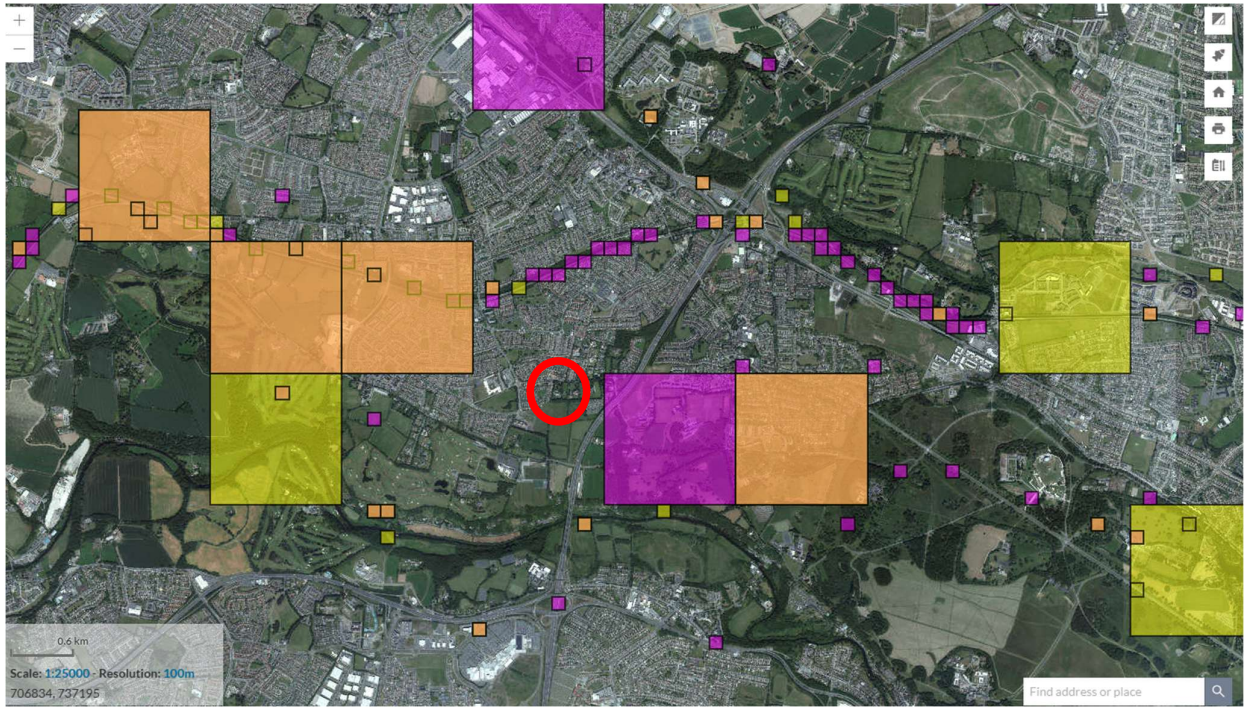 +
−
0.6 km
Scale: 1:25000 - Resolution: 100m
706834, 737195
Find address or place